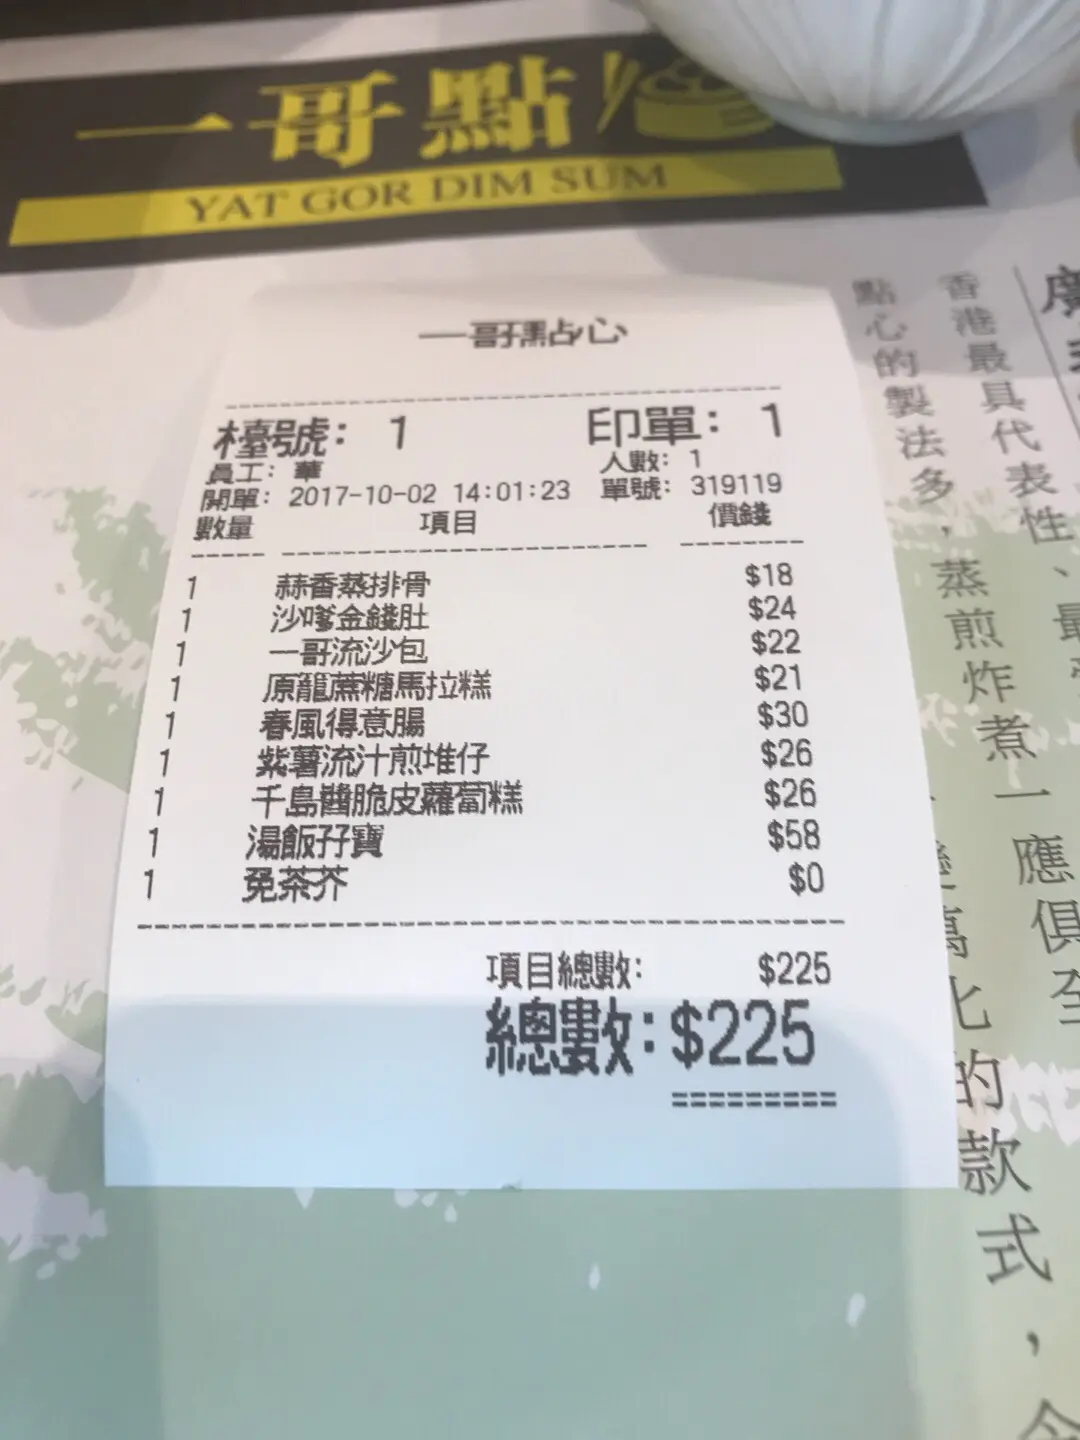 一哥點
YAT GOR DIM SUM
一哥點心
檯號： 1 印單： 1
員工： 華 人數： 1
開單： 2017-10-02 14:01:23 單號： 319119
數量 項目 價錢
1 蒜香蒸排骨 $18
1 沙嗲金錢肚 $24
1 一哥流沙包 $22
1 原籠蔗糖馬拉糕 $21
1 春風得意腸 $30
1 紫薯流汁煎堆仔 $26
1 千島醬脆皮蘿蔔糕 $26
1 湯飯孖寶 $58
1 免茶芥 $0
項目總數： $225
總數： $225
=========
香港最具代表性、最
點心的製法多，蒸煎炸煮一應俱全
萬化的款式，今